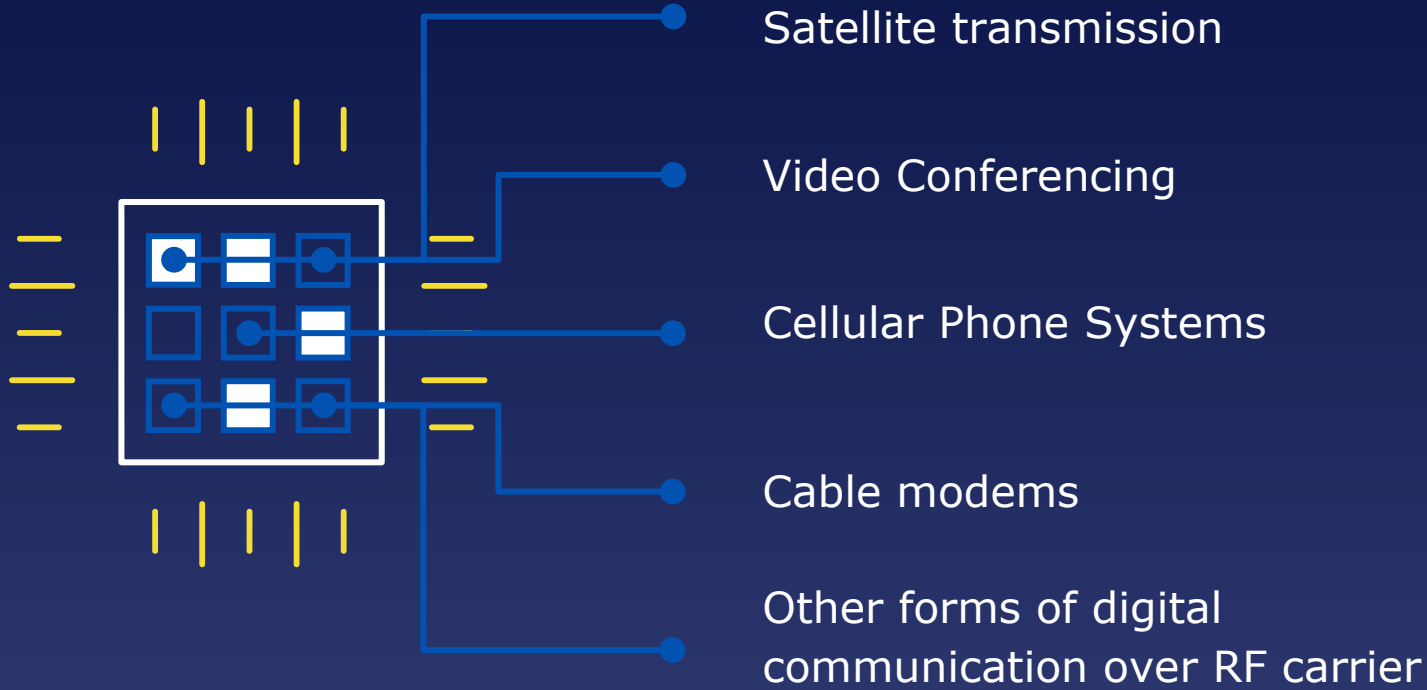 Satellite transmission
Video Conferencing
Cellular Phone Systems
Cable modems
Other forms of digital
communication over RF carrier